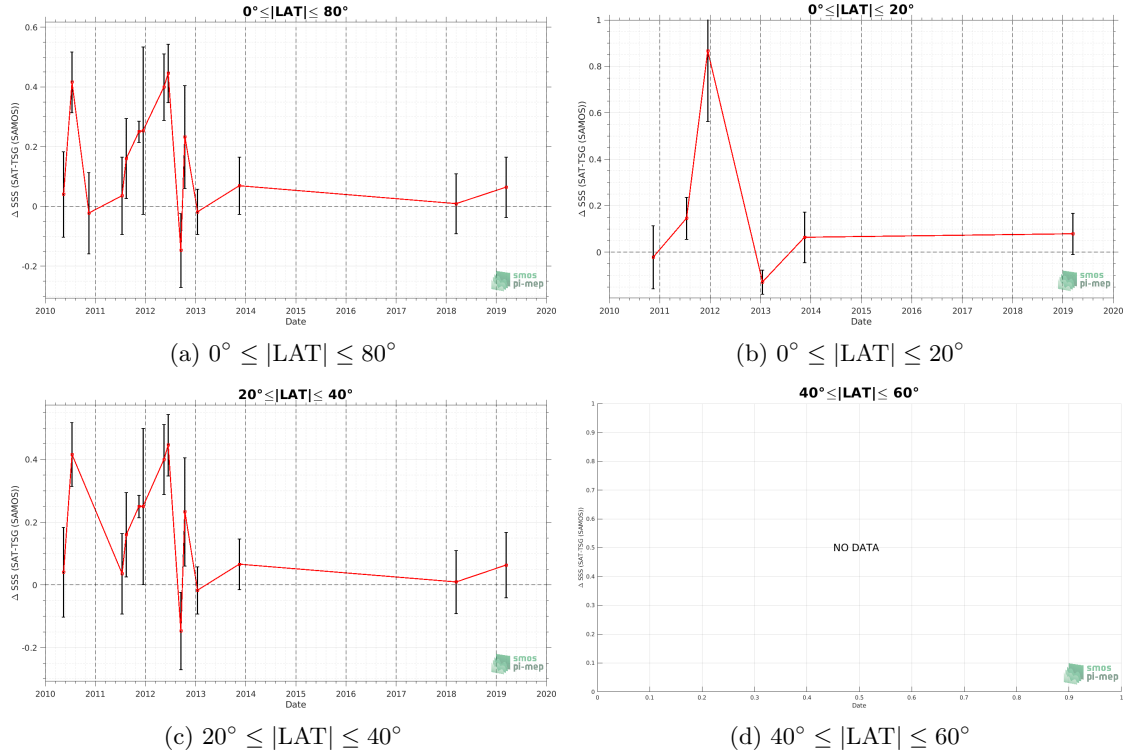 0°≤|LAT|≤ 80°
0.6
0.4
0.2
0
-0.2
Δ SSS (SAT-TSG (SAMOS))
2010 2011 2012 2013 2014 2015 2016 2017 2018 2019 2020
Date
smos
pi-mep
(a) 0° ≤ |LAT| ≤ 80°
0°≤|LAT|≤ 20°
1
0.8
0.6
0.4
0.2
0
Δ SSS (SAT-TSG (SAMOS))
2010 2011 2012 2013 2014 2015 2016 2017 2018 2019 2020
Date
smos
pi-mep
(b) 0° ≤ |LAT| ≤ 20°
20°≤|LAT|≤ 40°
0.4
0.2
0
-0.2
Δ SSS (SAT-TSG (SAMOS))
2010 2011 2012 2013 2014 2015 2016 2017 2018 2019 2020
Date
smos
pi-mep
(c) 20° ≤ |LAT| ≤ 40°
40°≤|LAT|≤ 60°
1
0.9
0.8
0.7
0.6
0.5
0.4
0.3
0.2
0.1
0
Δ SSS (SAT-TSG (SAMOS))
NO DATA
0 0.1 0.2 0.3 0.4 0.5 0.6 0.7 0.8 0.9 1
Date
smos
pi-mep
(d) 40° ≤ |LAT| ≤ 60°